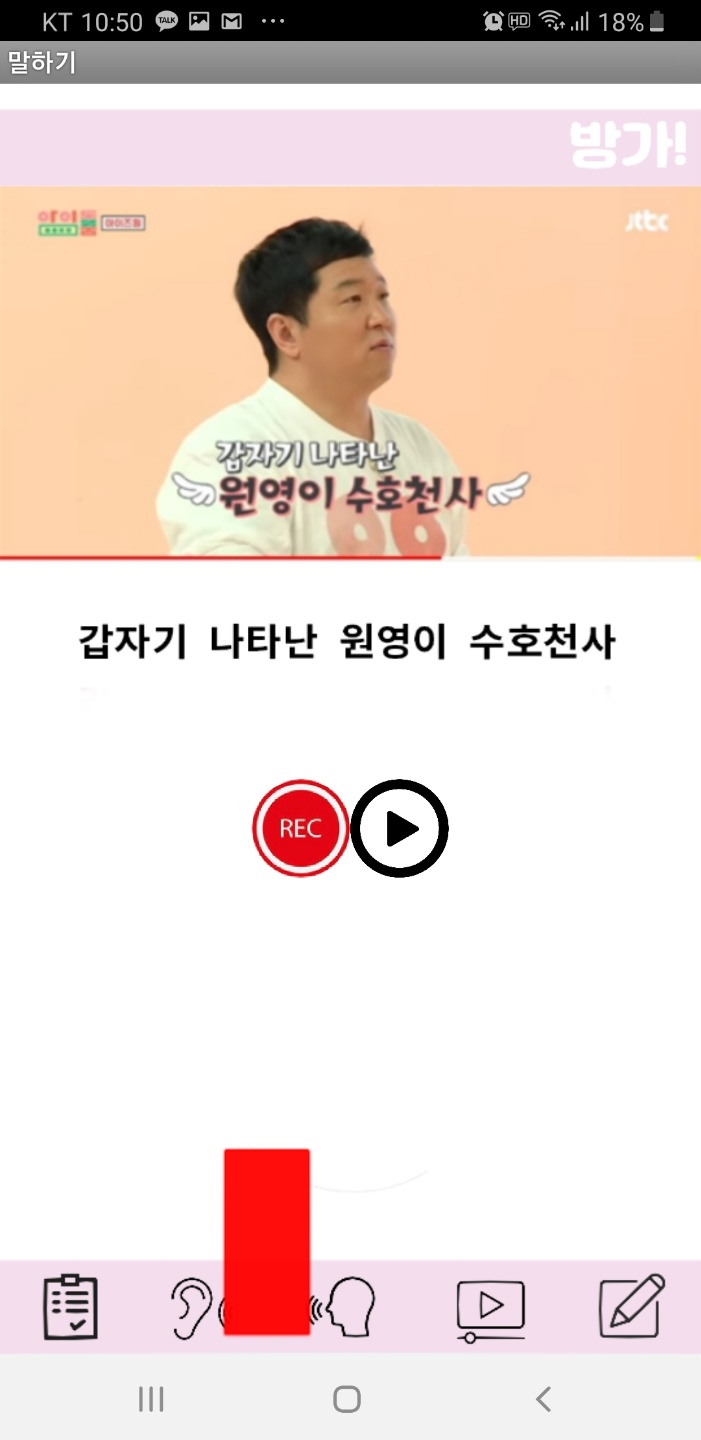 KT 10:50 TALK HD 18%
말하기
방가!
아이돌 아이즈원 jtbc
갑자기 나타난
원영이 수호천사
갑자기 나타난 원영이 수호천사
REC